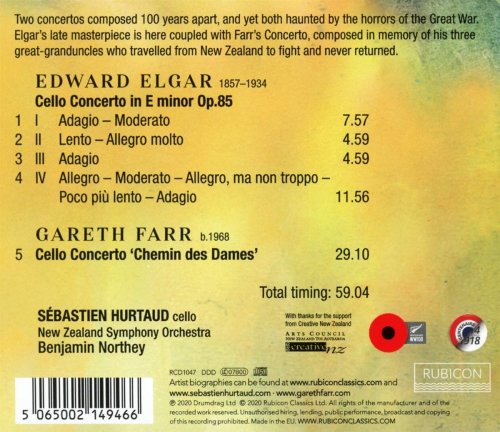 Two concertos composed 100 years apart, and yet both haunted by the horrors of the Great War.
Elgar's late masterpiece is here coupled with Farr's Concerto, composed in memory of his three
great-granduncles who travelled from New Zealand to fight and never returned.
EDWARD ELGAR 1857–1934
Cello Concerto in E minor Op.85
1 I Adagio – Moderato 7.57
2 II Lento – Allegro molto 4.59
3 III Adagio 4.59
4 IV Allegro – Moderato – Allegro, ma non troppo –
Poco più lento – Adagio 11.56
GARETH FARR b.1968
5 Cello Concerto 'Chemin des Dames' 29.10
Total timing: 59.04
SÉBASTIEN HURTAUD cello
New Zealand Symphony Orchestra
Benjamin Northey
With thanks for the support
from Creative New Zealand
ARTS COUNCIL
NEW ZEALAND TOI AOTEAROA
creative nz
WW100
RUBICON
RCD1047 DDD
Artist biographies can be found at www.rubiconclassics.com
www.sebastienhurtaud.com – www.garethfarr.com
℗ 2020 Drumdrag Ltd © 2020 Rubicon Classics Ltd. All rights of the manufacturer and of the
recorded work reserved. Unauthorised hiring, lending, public performance, broadcast and copying
of this recording prohibited. Made in the EU. WWW.RUBICONCLASSICS.COM
5 065002 149466